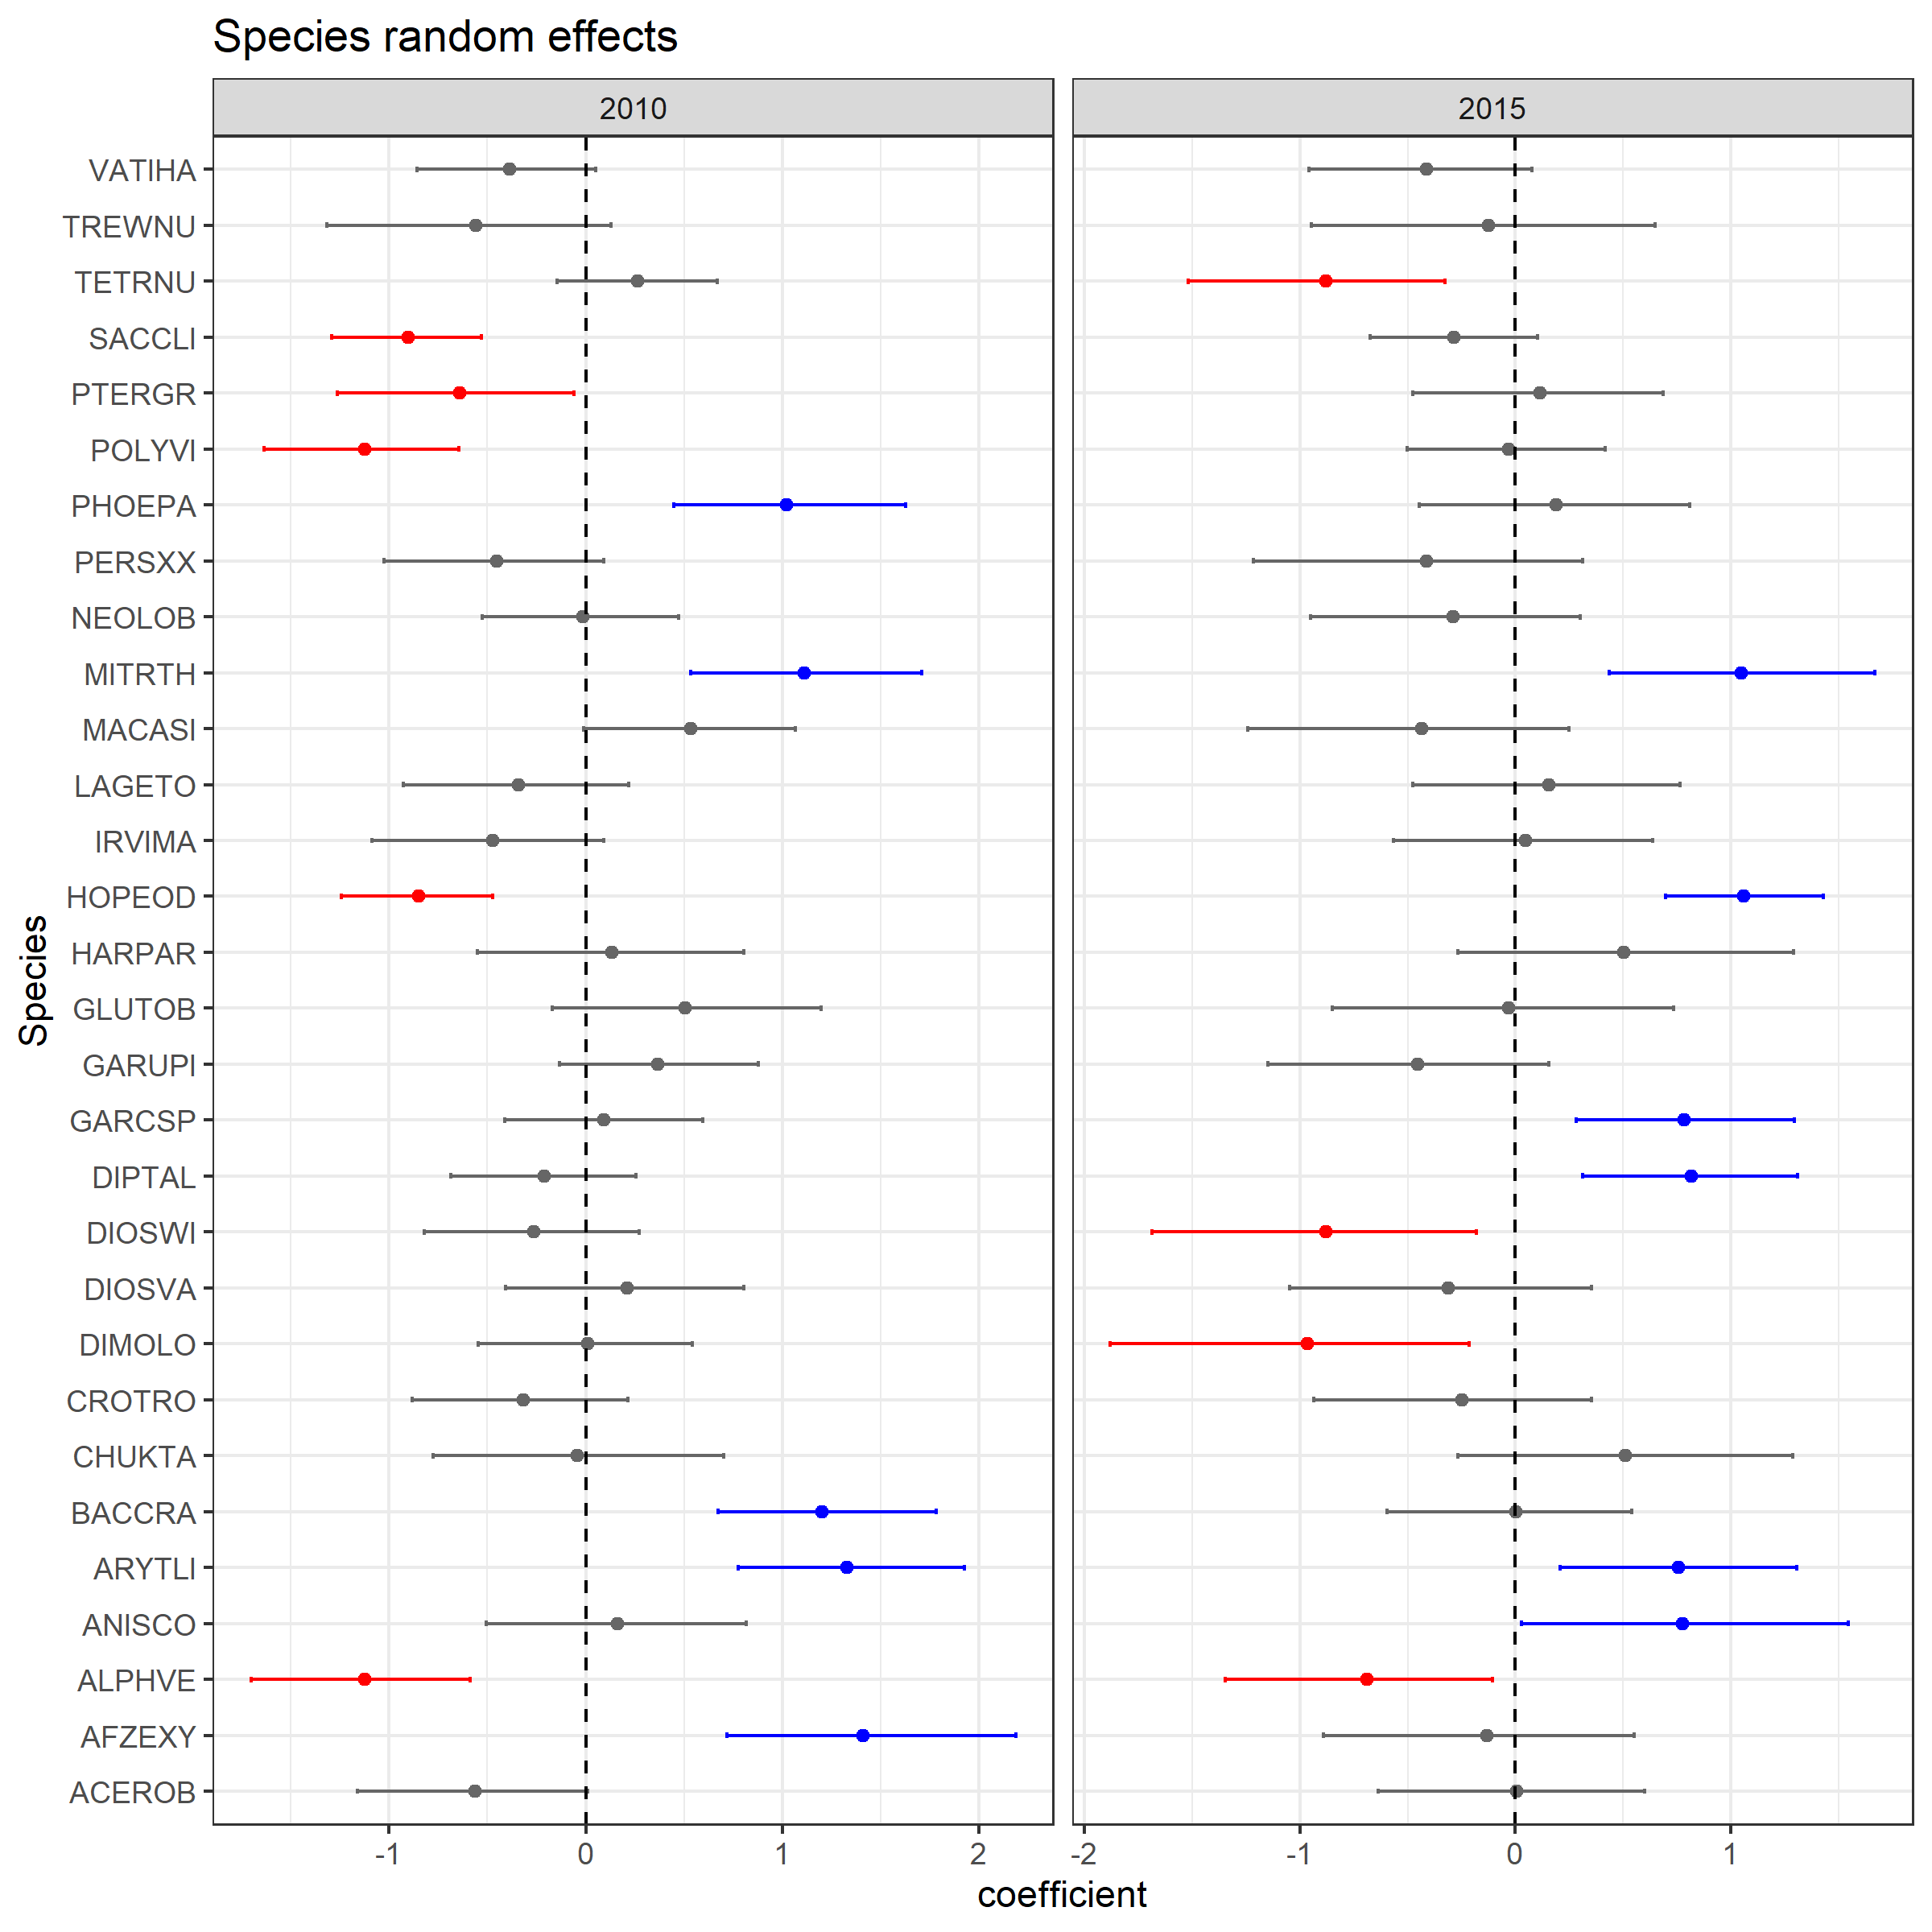 Species random effects
2010
2015
VATIHA
TREWNU
TETRNU
SACCLI
PTERGR
POLYVI
PHOEPA
PERSXX
NEOLOB
MITRTH
MACASI
LAGETO
IRVIMA
HOPEOD
HARPAR
GLUTOB
GARUPI
GARCSP
DIPTAL
DIOSWI
DIOSVA
DIMOLO
CROTRO
CHUKTA
BACCRA
ARYTLI
ANISCO
ALPHVE
AFZEXY
ACEROB
Species
-1 0 1 2
-2 -1 0 1
coefficient